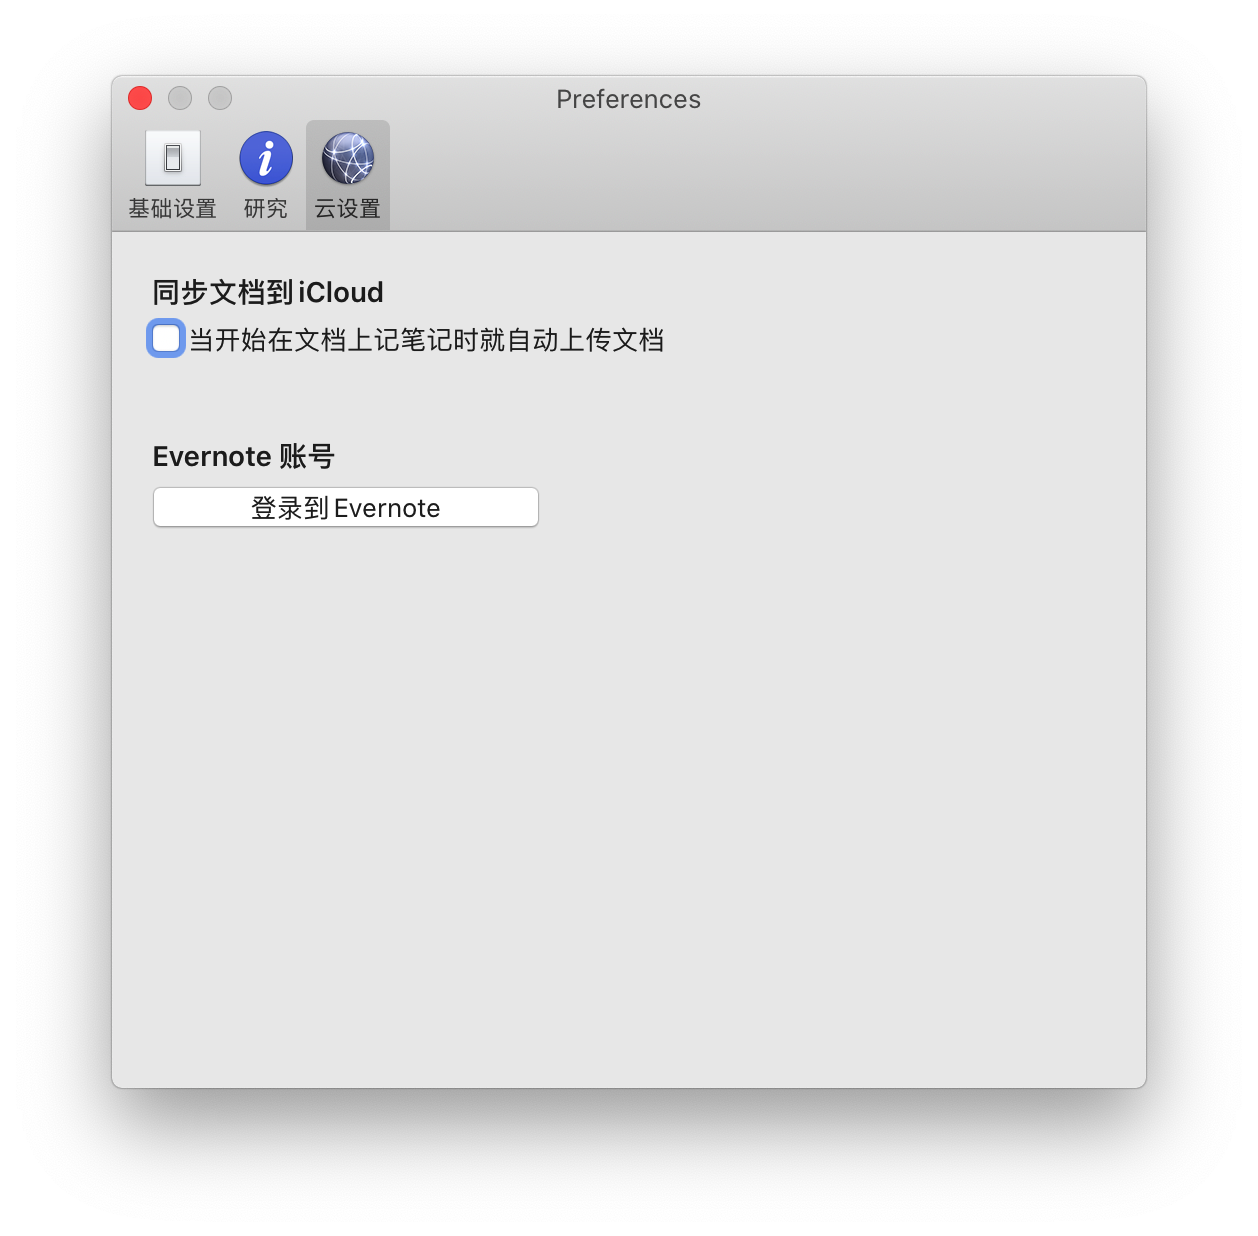 Preferences
基础设置 研究 云设置
同步文档到 iCloud
当开始在文档上记笔记时就自动上传文档
Evernote 账号
登录到 Evernote